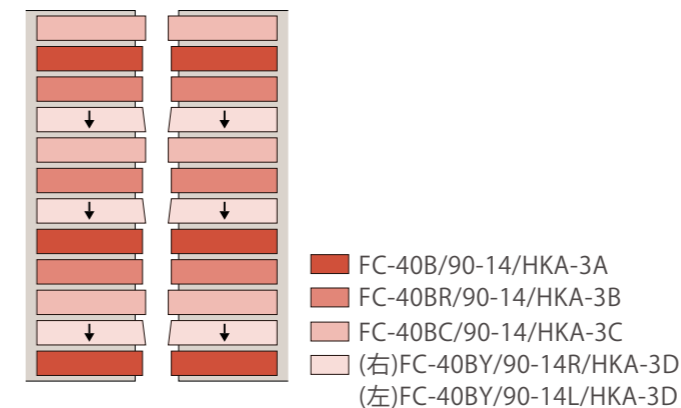 FC-40B/90-14/HKA-3A
FC-40BR/90-14/HKA-3B
FC-40BC/90-14/HKA-3C
(右)FC-40BY/90-14R/HKA-3D
(左)FC-40BY/90-14L/HKA-3D